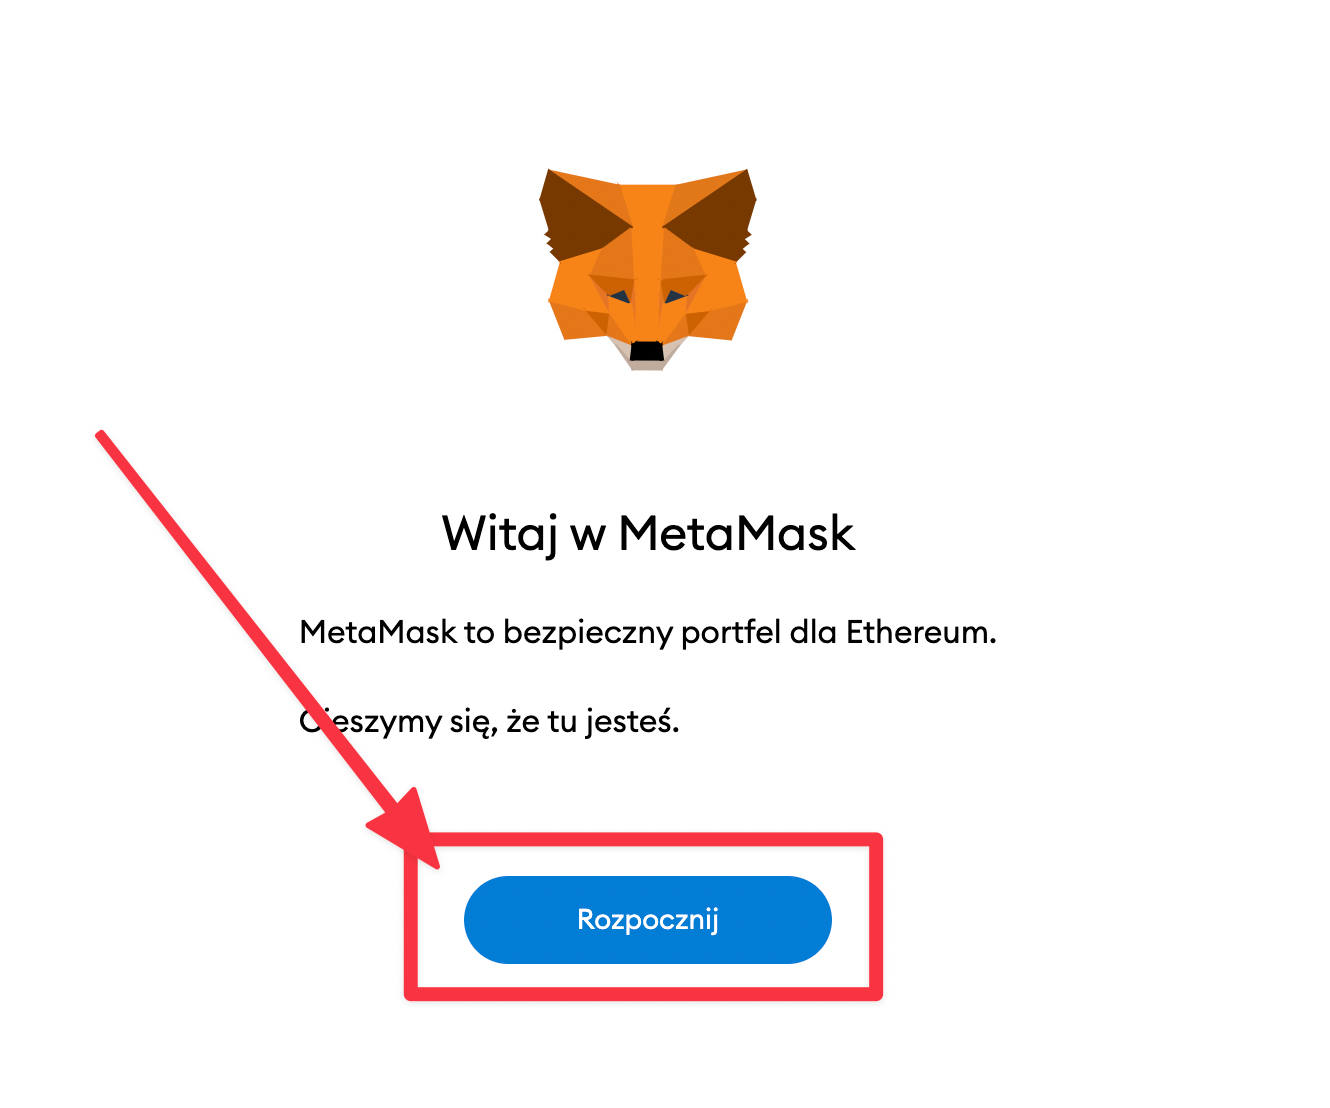 Witaj w MetaMask
MetaMask to bezpieczny portfel dla Ethereum.
Cieszymy się, że tu jesteś.
Rozpocznij